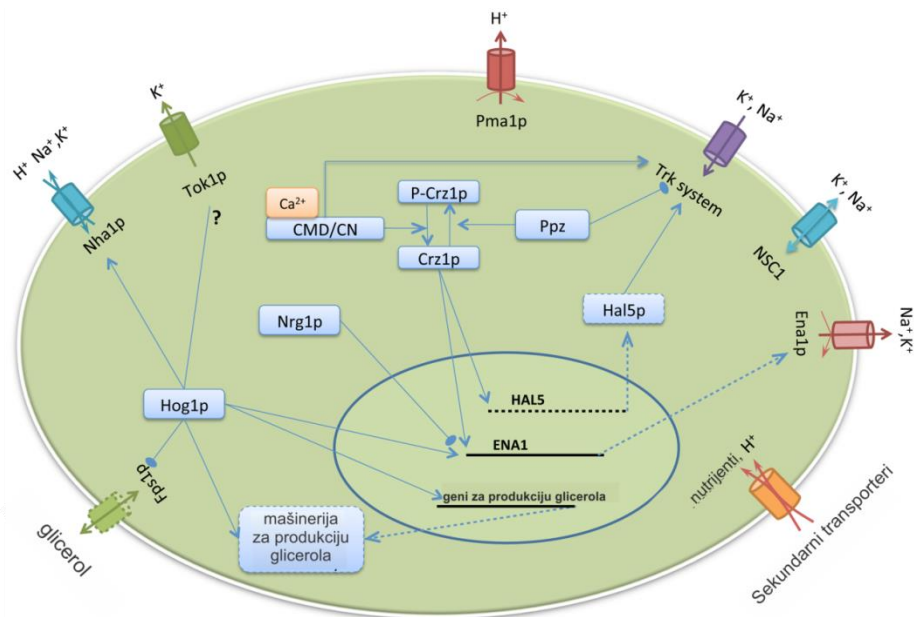 H⁺
K⁺
H⁺ Na⁺,K⁺
K⁺, Na⁺
Pma1p
Tok1p
?
Nha1p
Ca²⁺
CMD/CN
P-Crz1p
Crz1p
Ppz
Trk system
K⁺, Na⁺
NSC1
Nrg1p
Hal5p
Ena1p
Na⁺,K⁺
Hog1p
HAL5
ENA1
geni za produkciju glicerola
Fps1p
glicerol
mašinerija
za produkciju
glicerola
nutrijenti, H⁺
Sekundarni transporteri